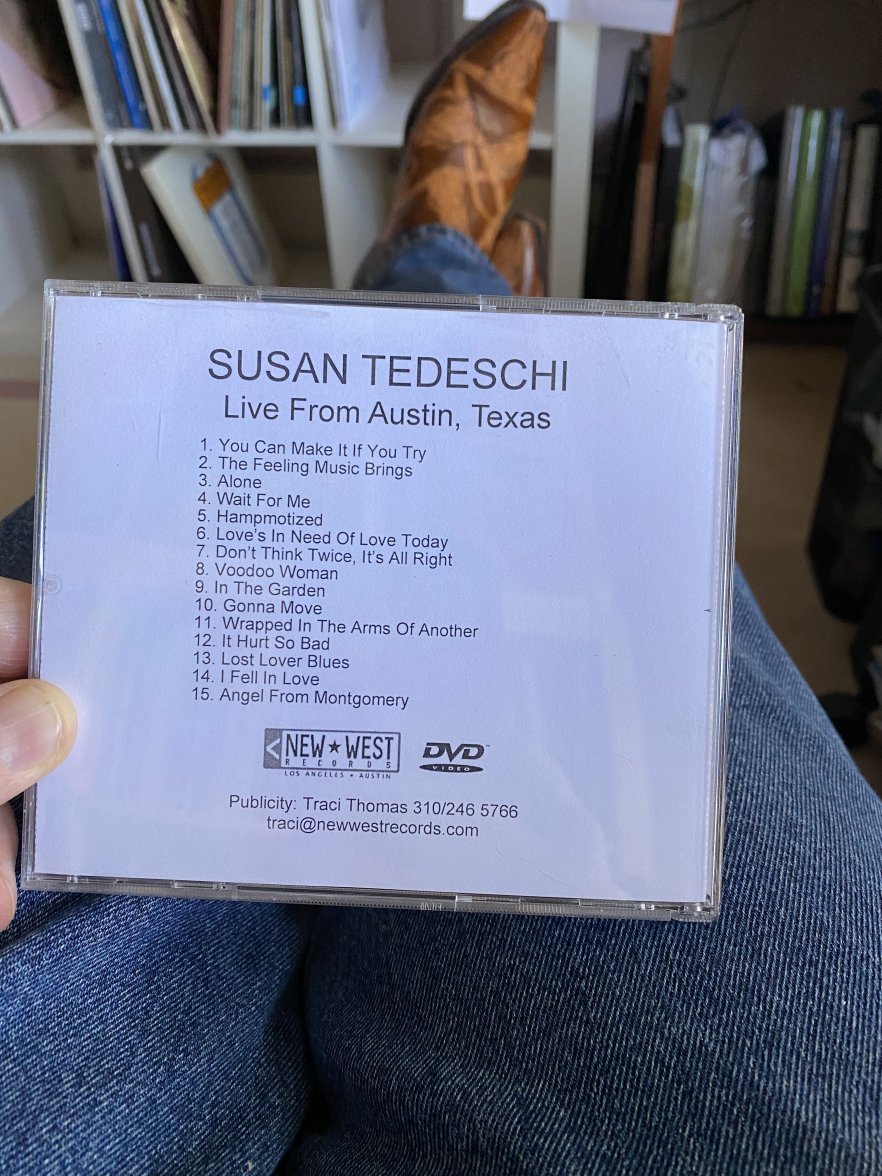 SUSAN TEDESCHI
Live From Austin, Texas
1. You Can Make It If You Try
2. The Feeling Music Brings
3. Alone
4. Wait For Me
5. Hampmotized
6. Love's In Need Of Love Today
7. Don't Think Twice, It's All Right
8. Voodoo Woman
9. In The Garden
10. Gonna Move
11. Wrapped In The Arms Of Another
12. It Hurt So Bad
13. Lost Lover Blues
14. I Fell In Love
15. Angel From Montgomery
NEW★WEST
RECORDS
LOS ANGELES • AUSTIN
DVD™
VIDEO
Publicity: Traci Thomas 310/246 5766
traci@newwestrecords.com